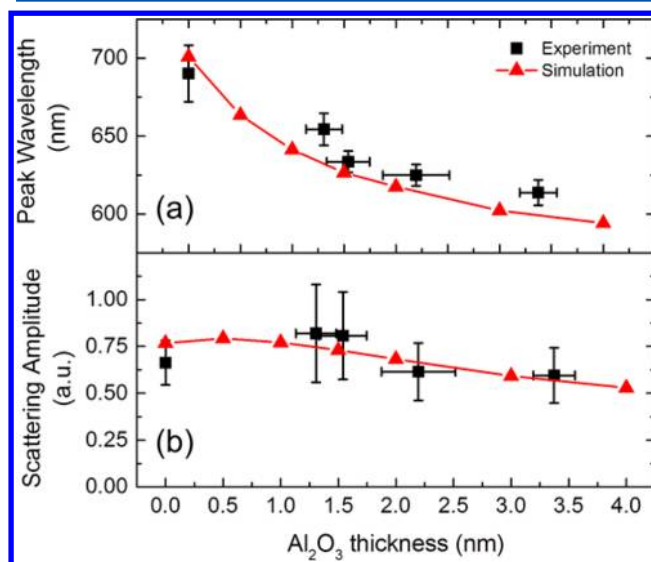 700
650
600
Peak Wavelength
(nm)
Experiment
Simulation
(a)
1.00
0.75
0.50
0.25
0.00
Scattering Amplitude
(a.u.)
(b)
0.0 0.5 1.0 1.5 2.0 2.5 3.0 3.5 4.0
Al₂O₃ thickness (nm)